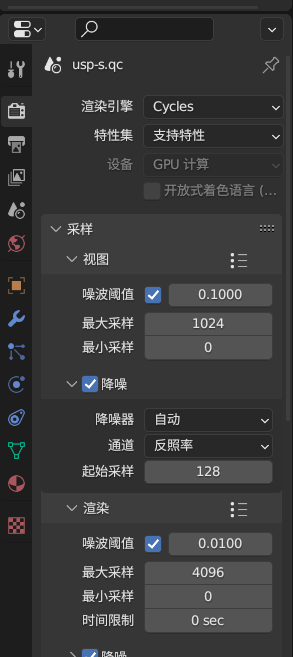 usp-s.qc
渲染引擎 Cycles
特性集 支持特性
设备 GPU 计算
开放式着色语言 (...
采样
视图
噪波阈值 0.1000
最大采样 1024
最小采样 0
降噪
降噪器 自动
通道 反照率
起始采样 128
渲染
噪波阈值 0.0100
最大采样 4096
最小采样 0
时间限制 0 sec
降噪